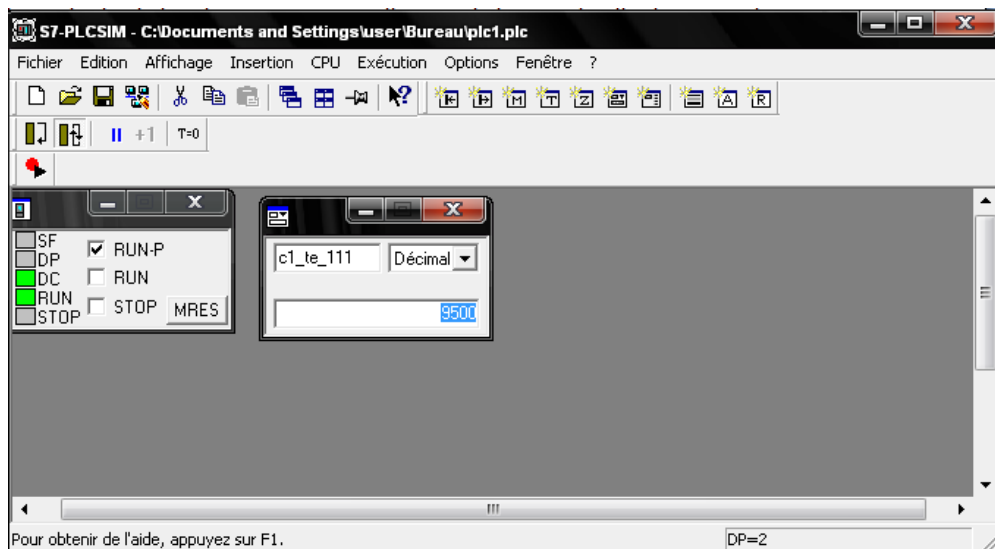 S7-PLCSIM - C:\Documents and Settings\user\Bureau\plc1.plc
Fichier Edition Affichage Insertion CPU Exécution Options Fenêtre ?
+1 T=0
SF
DP
DC
RUN
STOP
RUN-P
RUN
STOP
MRES
c1_te_111 Décimal
9500
Pour obtenir de l'aide, appuyez sur F1. DP=2